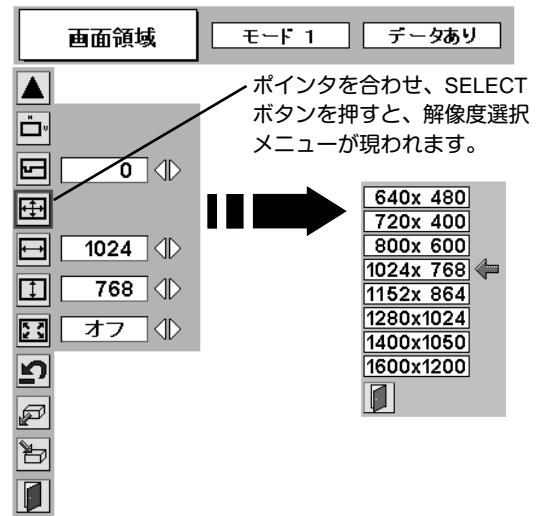 画面領域
モード 1
データあり
ポインタを合わせ、SELECT
ボタンを押すと、解像度選択
メニューが現われます。
H
V
0
1024
768
オフ
640x 480
720x 400
800x 600
1024x 768
1152x 864
1280x1024
1400x1050
1600x1200